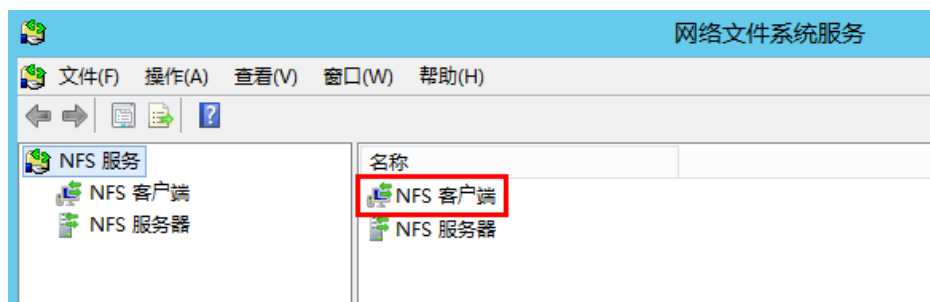 网络文件系统服务
文件(F) 操作(A) 查看(V) 窗口(W) 帮助(H)
NFS 服务
NFS 客户端
NFS 服务器
名称
NFS 客户端
NFS 服务器